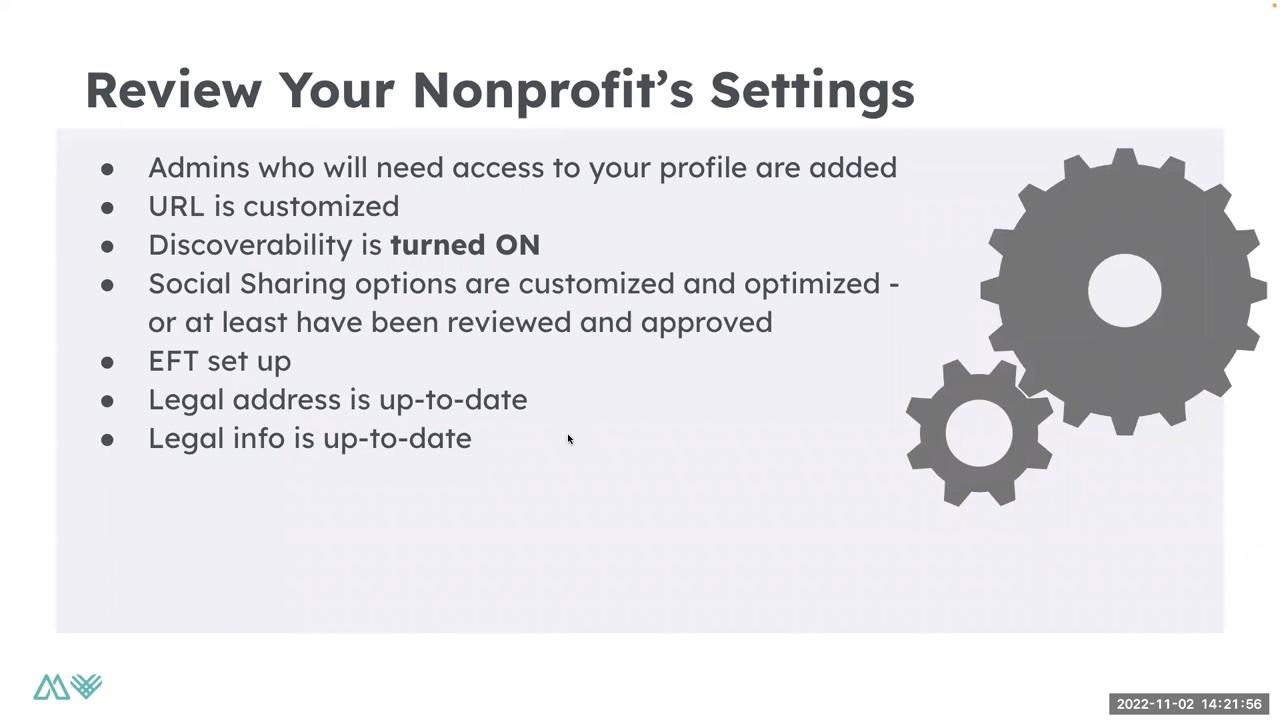 Review Your Nonprofit’s Settings
● Admins who will need access to your profile are added
● URL is customized
● Discoverability is turned ON
● Social Sharing options are customized and optimized -
or at least have been reviewed and approved
● EFT set up
● Legal address is up-to-date
● Legal info is up-to-date
2022-11-02 14:21:56